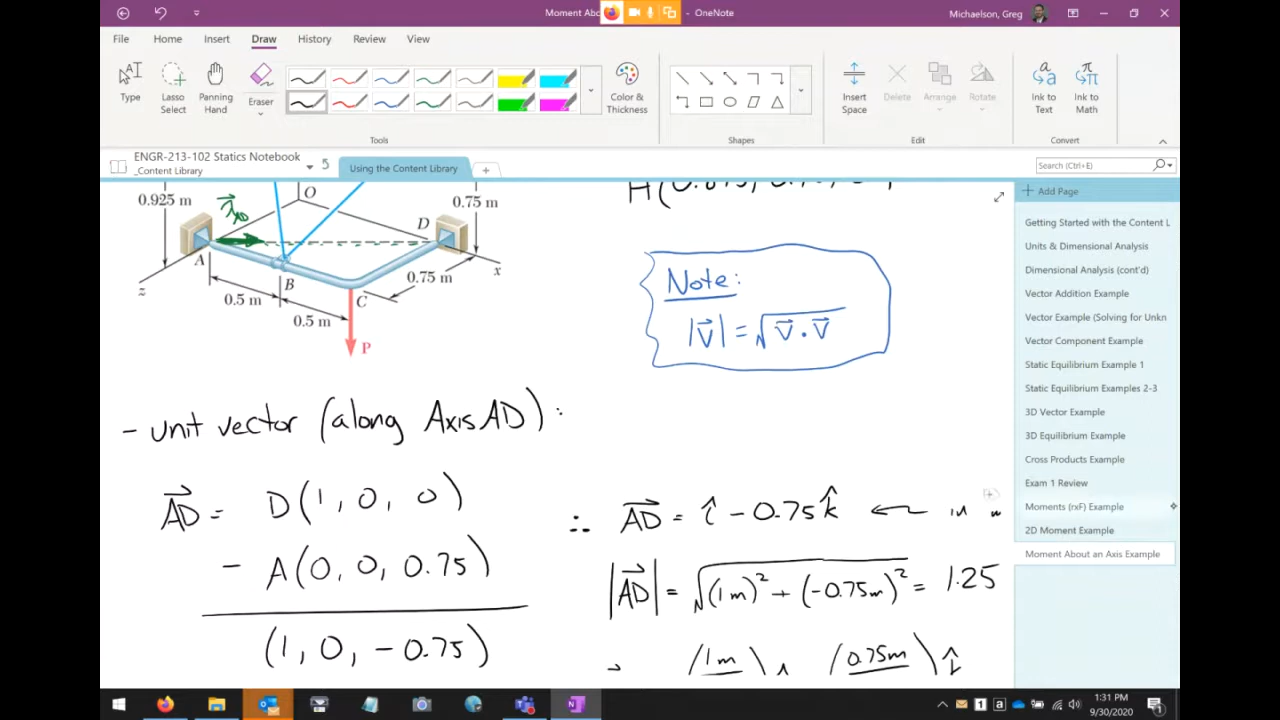 Moment Abo - OneNote
Michaelson, Greg
File Home Insert Draw History Review View
Type
Lasso Select
Panning Hand
Eraser
Color & Thickness
Insert Space
Delete
Arrange
Rotate
Ink to Text
Ink to Math
Tools
Shapes
Edit
Convert
ENGR-213-102 Statics Notebook
_Content Library
Using the Content Library
Search (Ctrl+E)
Add Page
Getting Started with the Content L
Units & Dimensional Analysis
Dimensional Analysis (cont'd)
Vector Addition Example
Vector Example (Solving for Unkn
Vector Component Example
Static Equilibrium Example 1
Static Equilibrium Examples 2-3
3D Vector Example
3D Equilibrium Example
Cross Products Example
Exam 1 Review
Moments (rxF) Example
2D Moment Example
Moment About an Axis Example
0.925 m
O
0.75 m
λ⃗AD
D
A
x
z
B
0.75 m
0.5 m
C
0.5 m
P
Note:
|V⃗| = √V⃗ · V⃗
- unit vector (along Axis AD):
AD⃗ = D(1, 0, 0)
- A(0, 0, 0.75)
(1, 0, -0.75)
∴ AD⃗ = î - 0.75k̂ ← in m
|AD⃗| = √(1m)² + (-0.75m)² = 1.25
(1m) (0.75m) k̂
1:31 PM
9/30/2020